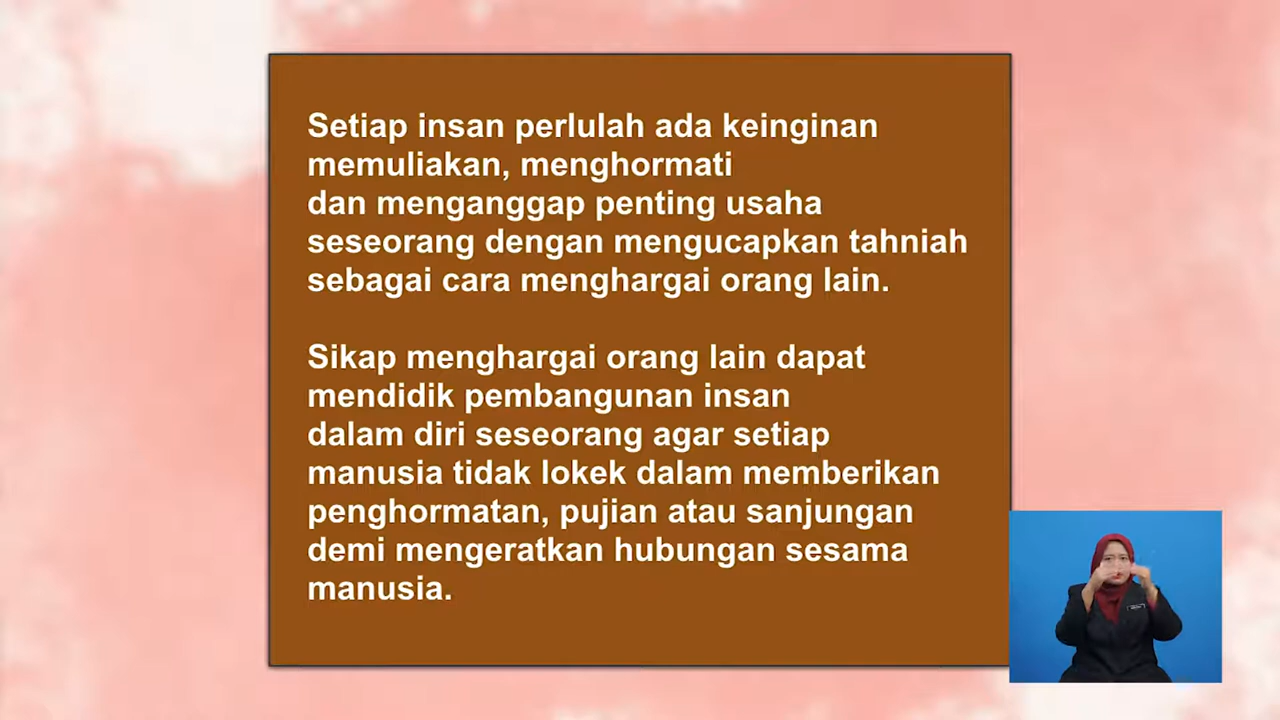 Setiap insan perlulah ada keinginan
memuliakan, menghormati
dan menganggap penting usaha
seseorang dengan mengucapkan tahniah
sebagai cara menghargai orang lain.
Sikap menghargai orang lain dapat
mendidik pembangunan insan
dalam diri seseorang agar setiap
manusia tidak lokek dalam memberikan
penghormatan, pujian atau sanjungan
demi mengeratkan hubungan sesama
manusia.